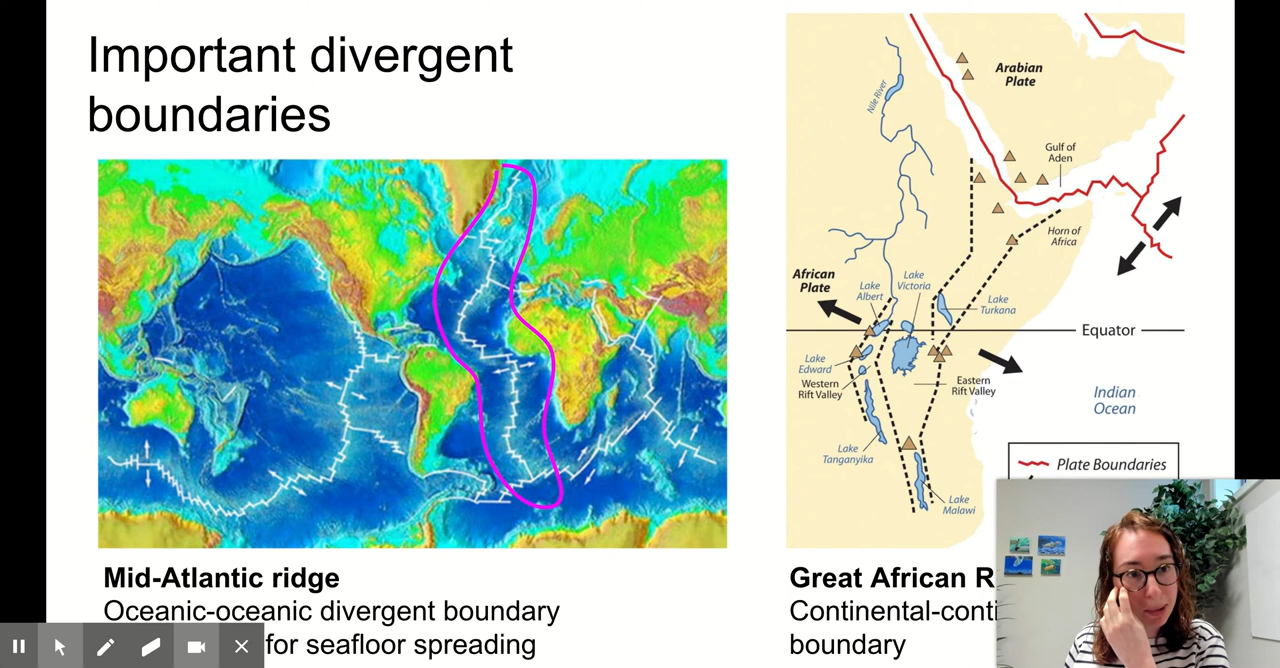 Important divergent
boundaries
Mid-Atlantic ridge
Oceanic-oceanic divergent boundary
for seafloor spreading
Arabian
Plate
Nile River
Gulf of
Aden
Horn of
Africa
African
Plate
Lake
Albert
Lake
Victoria
Lake
Turkana
Equator
Lake
Edward
Western
Rift Valley
Eastern
Rift Valley
Indian
Ocean
Lake
Tanganyika
Plate Boundaries
Lake
Malawi
Great African R
Continental-conti
boundary